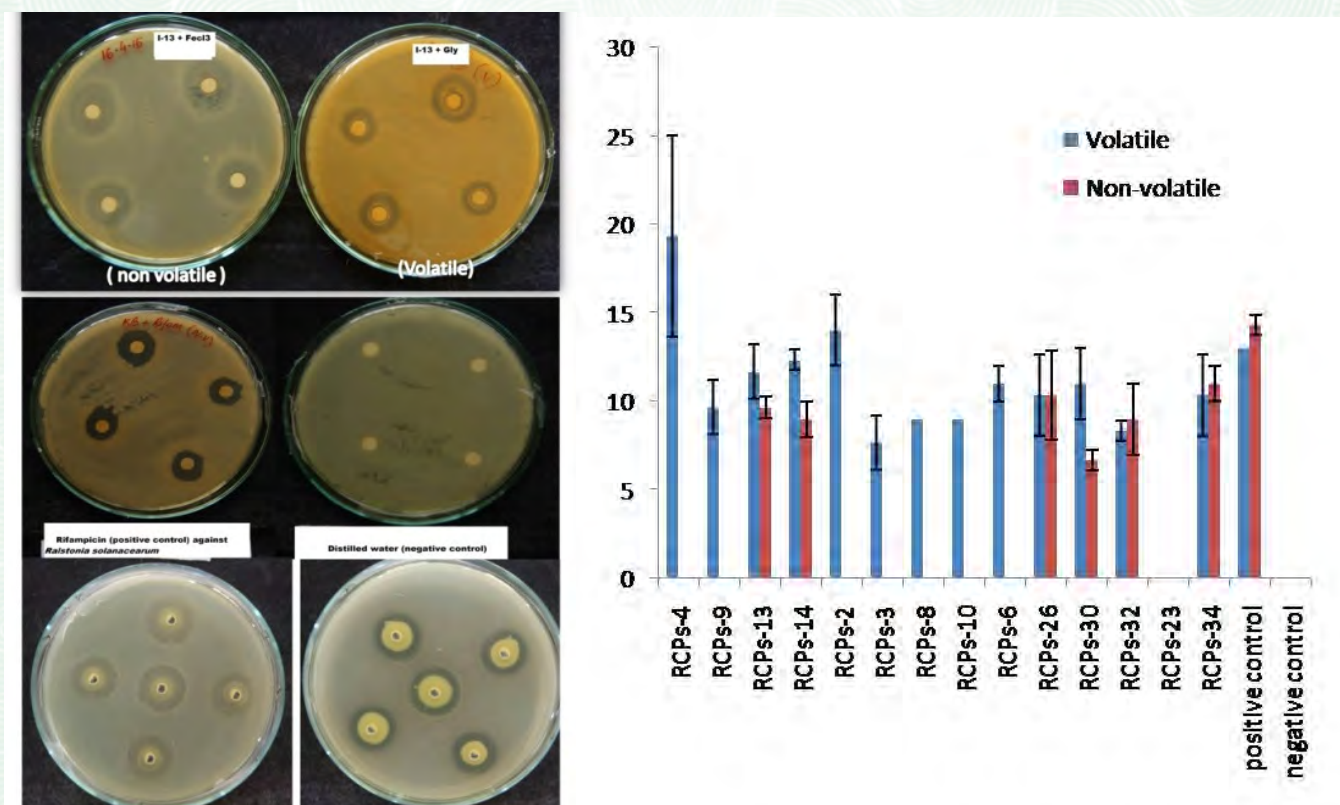 16-4-16
I-13 + Fecl3
I-13 + Gly
(V)
( non volatile )
(Volatile)
Rifampicin (positive control) against
Ralstonia solanacearum
Distilled water (negative control)
30
25
20
15
10
5
0
Volatile
Non-volatile
RCPs-4
RCPs-9
RCPs-13
RCPs-14
RCPs-2
RCPs-3
RCPs-8
RCPs-10
RCPs-6
RCPs-26
RCPs-30
RCPs-32
RCPs-23
RCPs-34
positive control
negative control